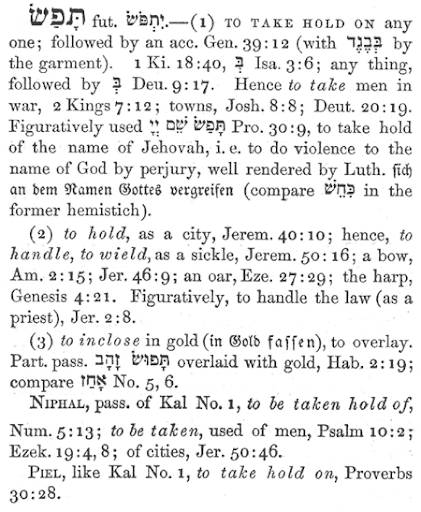 תָּפַשׂ fut. יִתְפֹּשׂ.—(1) TO TAKE HOLD ON any
one; followed by an acc. Gen. 39:12 (with בְּבֶגֶד by
the garment). 1 Ki. 18:40, בְּ Isa. 3:6; any thing,
followed by בְּ Deu. 9:17. Hence to take men in
war, 2 Kings 7:12; towns, Josh. 8:8; Deut. 20:19.
Figuratively used תָּפַשׂ שֵׁם יְיָ Pro. 30:9, to take hold
of the name of Jehovah, i. e. to do violence to the
name of God by perjury, well rendered by Luth. sich
an dem Namen Gottes vergreifen (compare כִּחֵשׁ in the
former hemistich).
(2) to hold, as a city, Jerem. 40:10; hence, to
handle, to wield, as a sickle, Jerem. 50:16; a bow,
Am. 2:15; Jer. 46:9; an oar, Eze. 27:29; the harp,
Genesis 4:21. Figuratively, to handle the law (as a
priest), Jer. 2:8.
(3) to inclose in gold (in Gold fassen), to overlay.
Part. pass. תָּפוּשׂ זָהָב overlaid with gold, Hab. 2:19;
compare אָחַז No. 5, 6.
NIPHAL, pass. of Kal No. 1, to be taken hold of,
Num. 5:13; to be taken, used of men, Psalm 10:2;
Ezek. 19:4, 8; of cities, Jer. 50:46.
PIEL, like Kal No. 1, to take hold on, Proverbs
30:28.